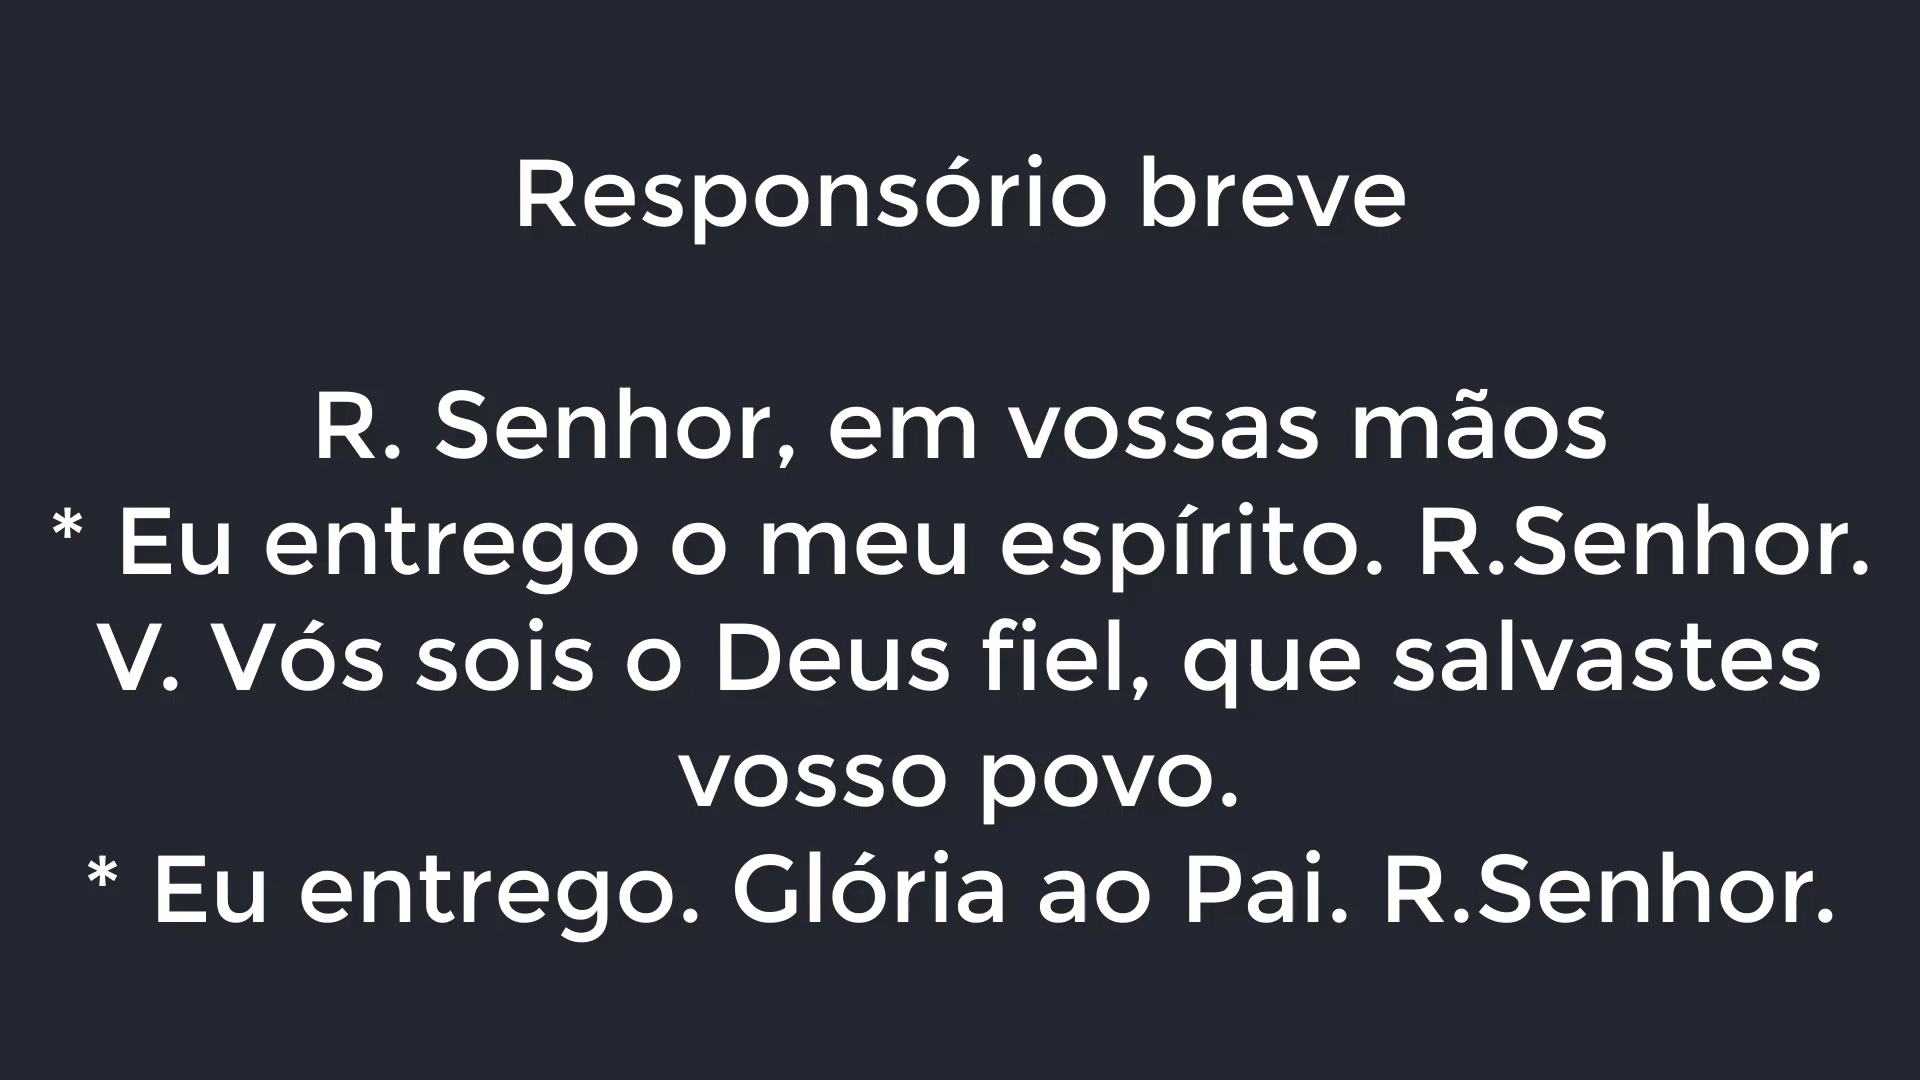 Responsório breve
R. Senhor, em vossas mãos
* Eu entrego o meu espírito. R.Senhor.
V. Vós sois o Deus fiel, que salvastes
vosso povo.
* Eu entrego. Glória ao Pai. R.Senhor.